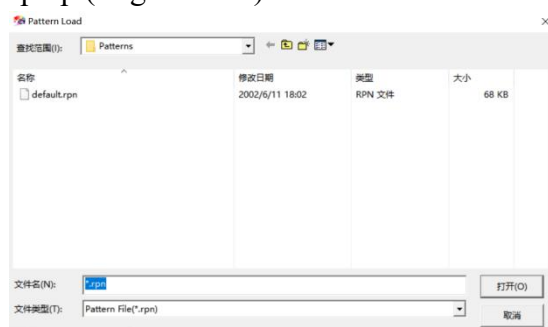 Pattern Load
查找范围(I): Patterns
名称 修改日期 类型 大小
default.rpn 2002/6/11 18:02 RPN 文件 68 KB
文件名(N): *.rpn 打开(O)
文件类型(T): Pattern File(*.rpn) 取消